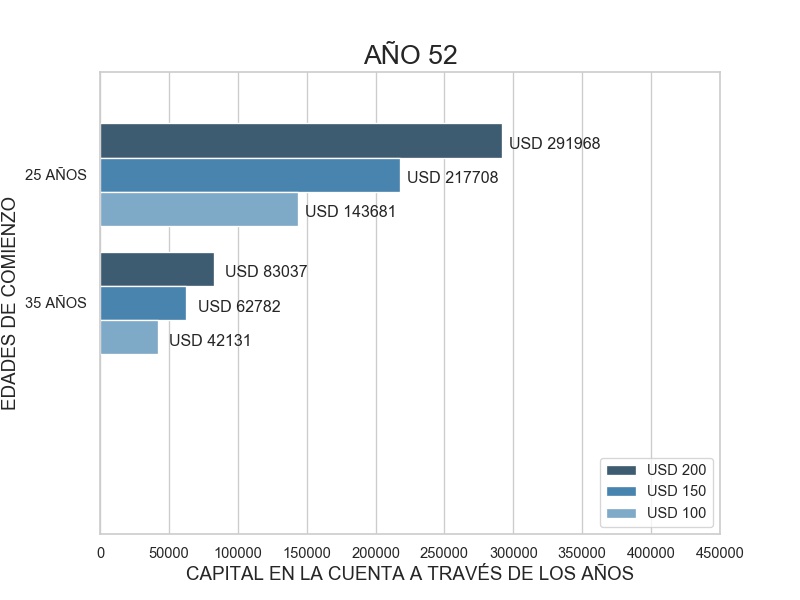 AÑO 52
EDADES DE COMIENZO
25 AÑOS
USD 291968
USD 217708
USD 143681
35 AÑOS
USD 83037
USD 62782
USD 42131
USD 200
USD 150
USD 100
0 50000 100000 150000 200000 250000 300000 350000 400000 450000
CAPITAL EN LA CUENTA A TRAVÉS DE LOS AÑOS